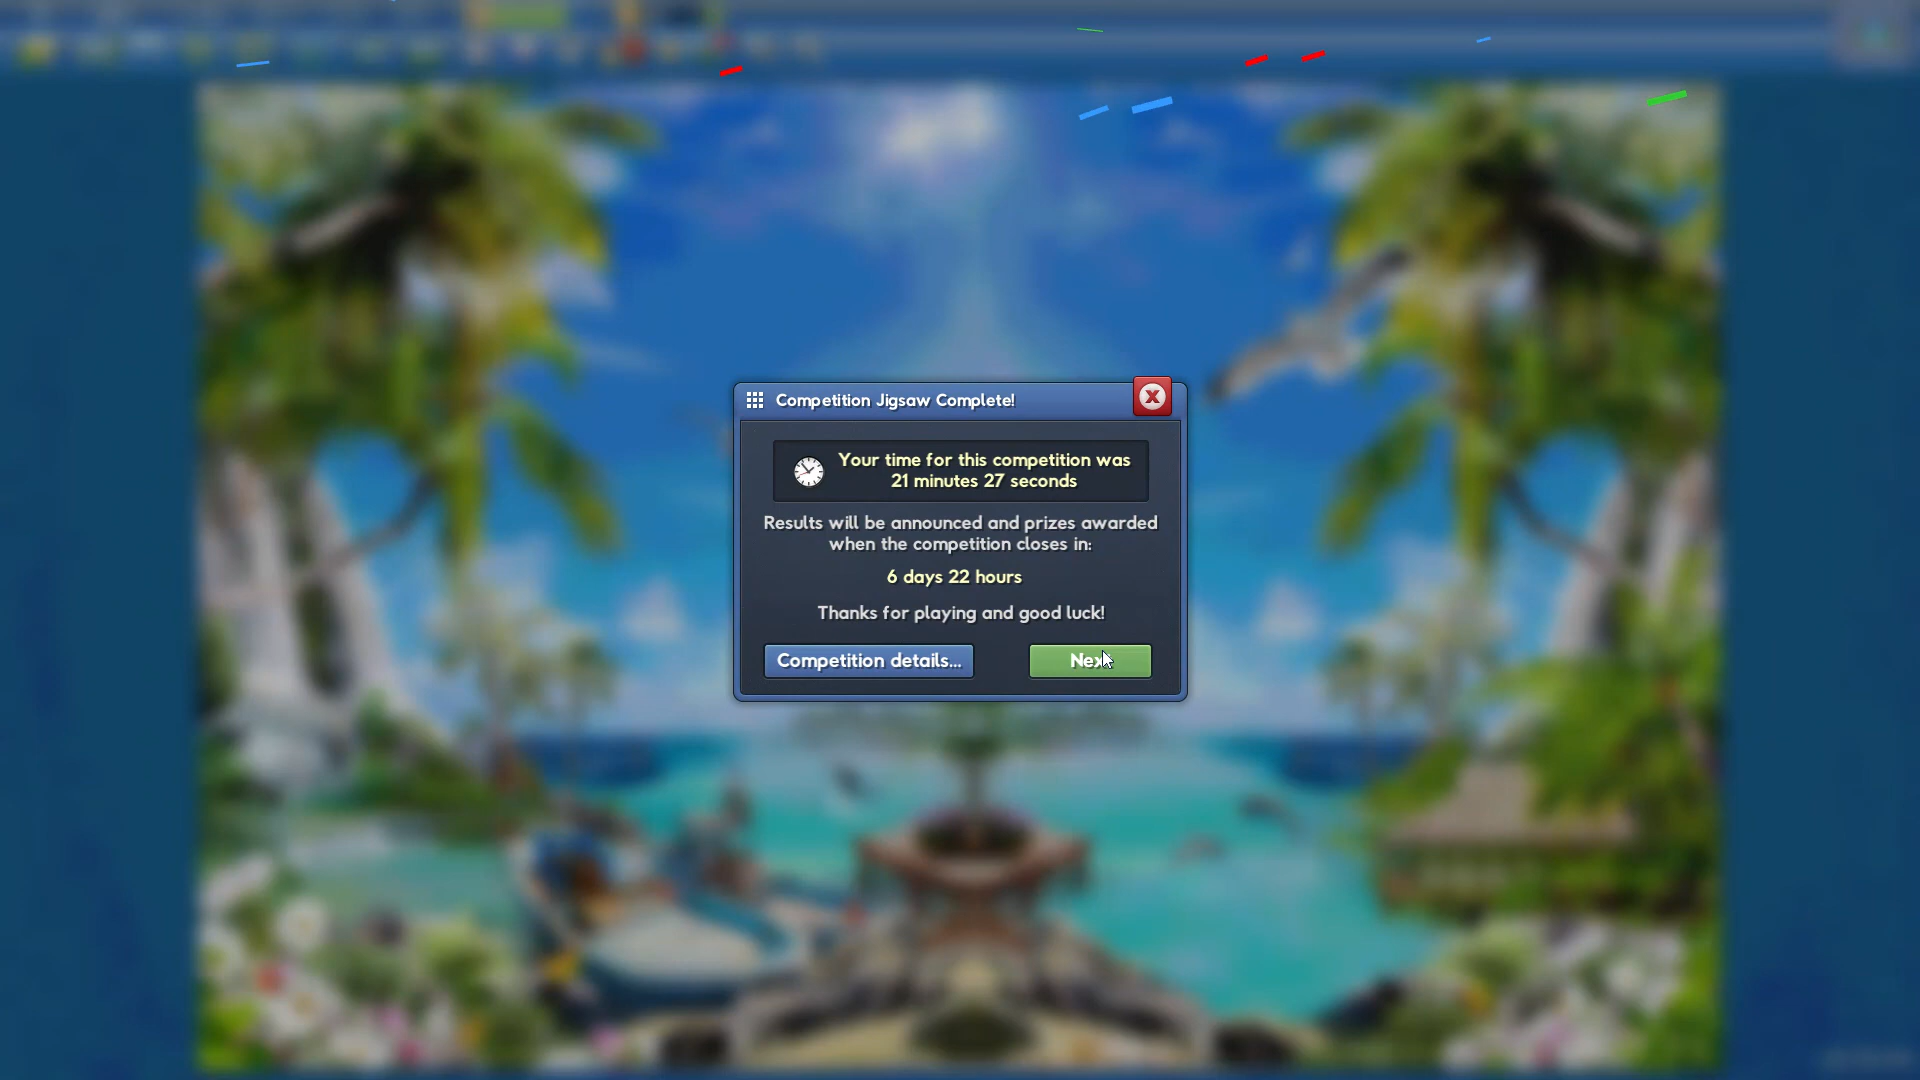 Competition Jigsaw Complete!
Your time for this competition was
21 minutes 27 seconds
Results will be announced and prizes awarded
when the competition closes in:
6 days 22 hours
Thanks for playing and good luck!
Competition details...
Next